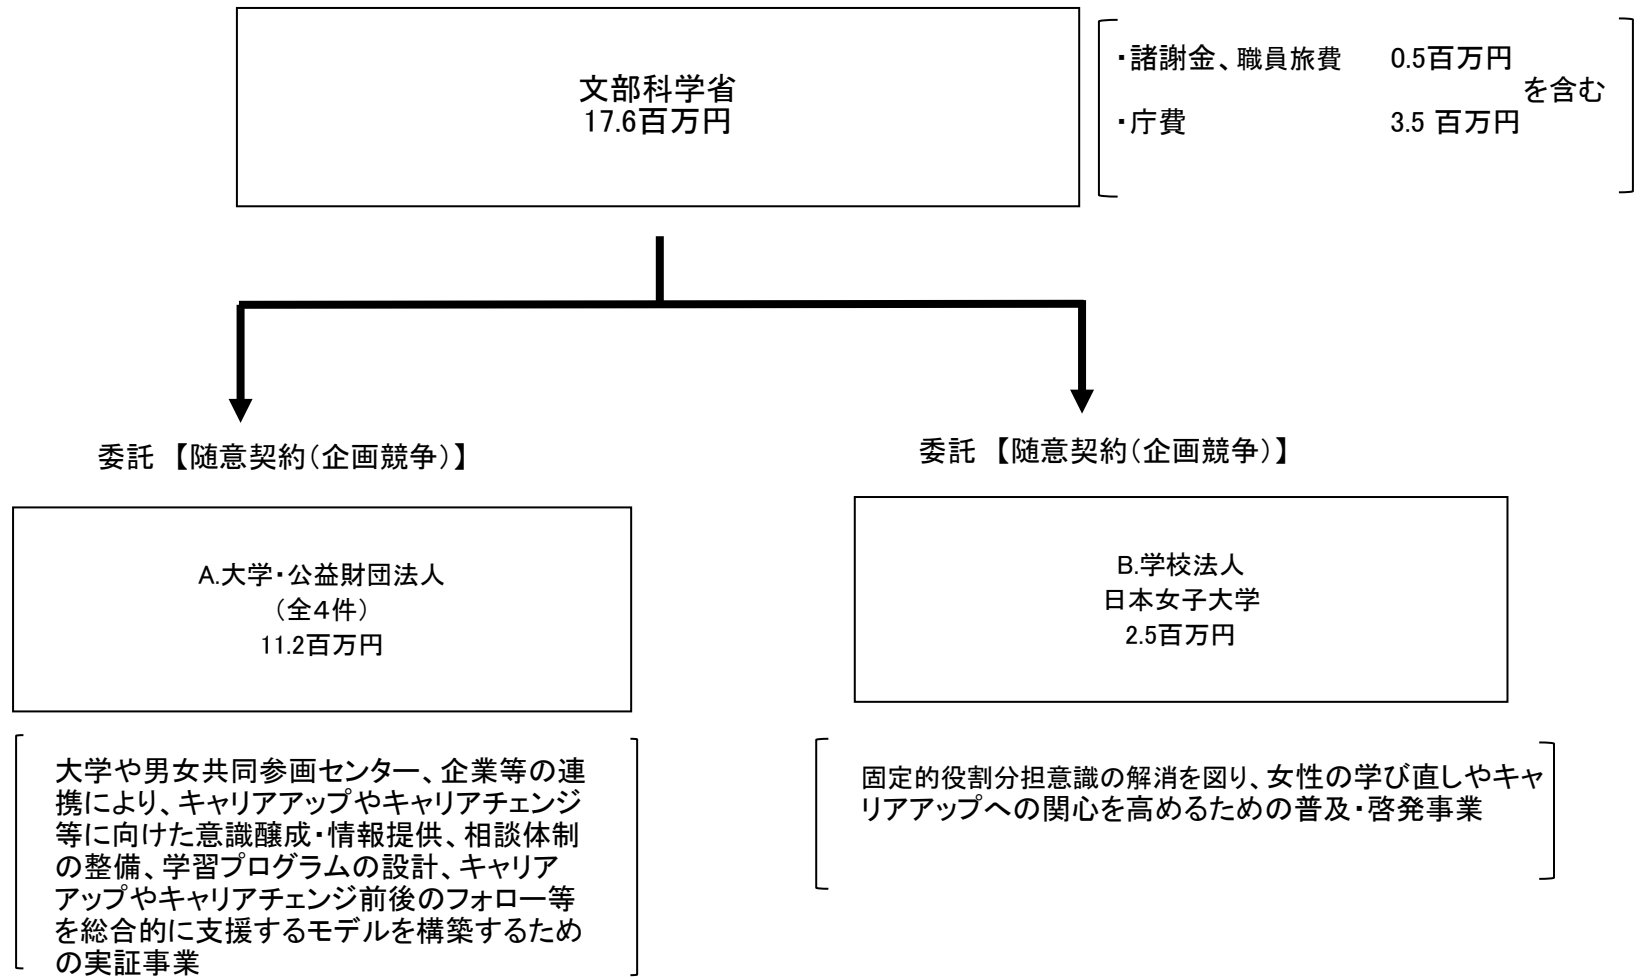 文部科学省
17.6百万円
・諸謝金、職員旅費 0.5百万円
を含む
・庁費 3.5 百万円
委託 【随意契約(企画競争)】
A.大学・公益財団法人
(全4件)
11.2百万円
大学や男女共同参画センター、企業等の連
携により、キャリアアップやキャリアチェンジ
等に向けた意識醸成・情報提供、相談体制
の整備、学習プログラムの設計、キャリア
アップやキャリアチェンジ前後のフォロー等
を総合的に支援するモデルを構築するため
の実証事業
委託 【随意契約(企画競争)】
B.学校法人
日本女子大学
2.5百万円
固定的役割分担意識の解消を図り、女性の学び直しやキャ
リアアップへの関心を高めるための普及・啓発事業